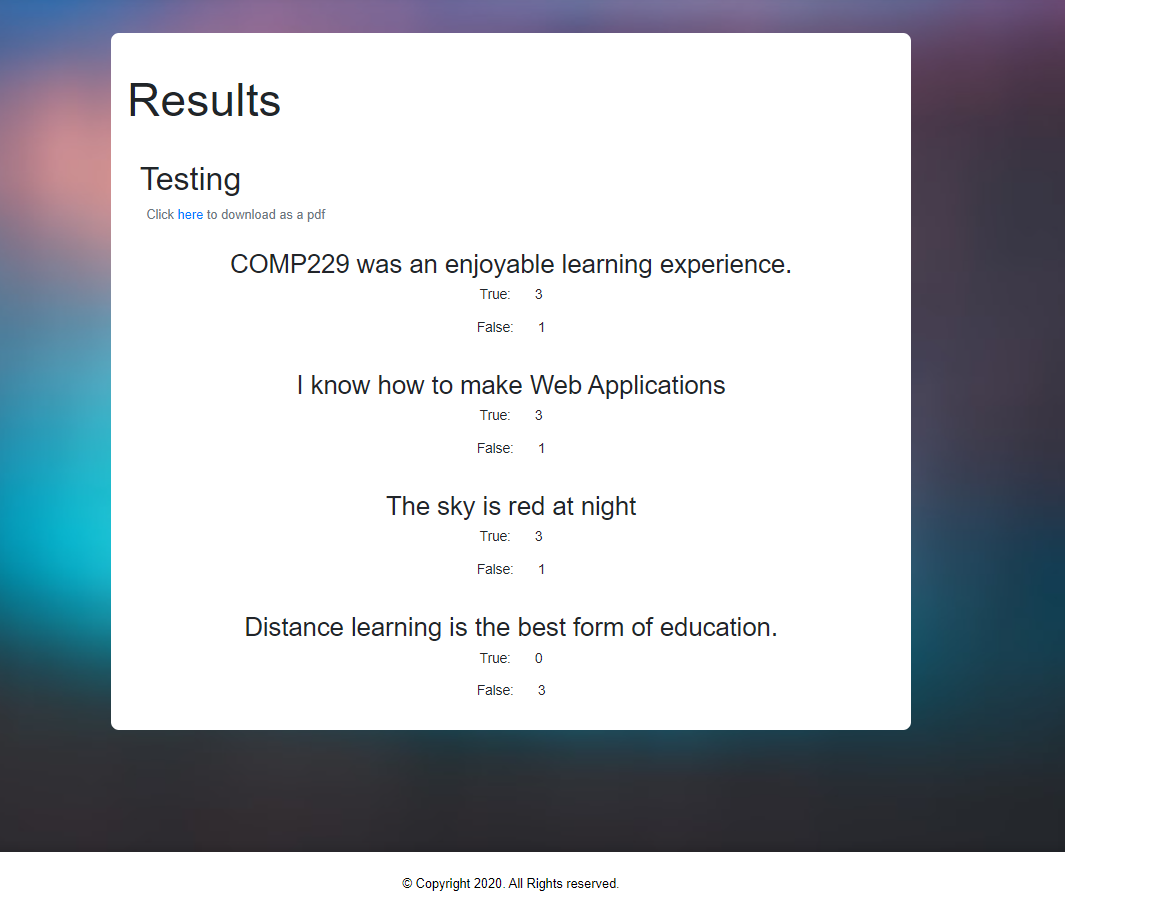 Results
Testing
Click here to download as a pdf
COMP229 was an enjoyable learning experience.
True: 3
False: 1
I know how to make Web Applications
True: 3
False: 1
The sky is red at night
True: 3
False: 1
Distance learning is the best form of education.
True: 0
False: 3
© Copyright 2020. All Rights reserved.